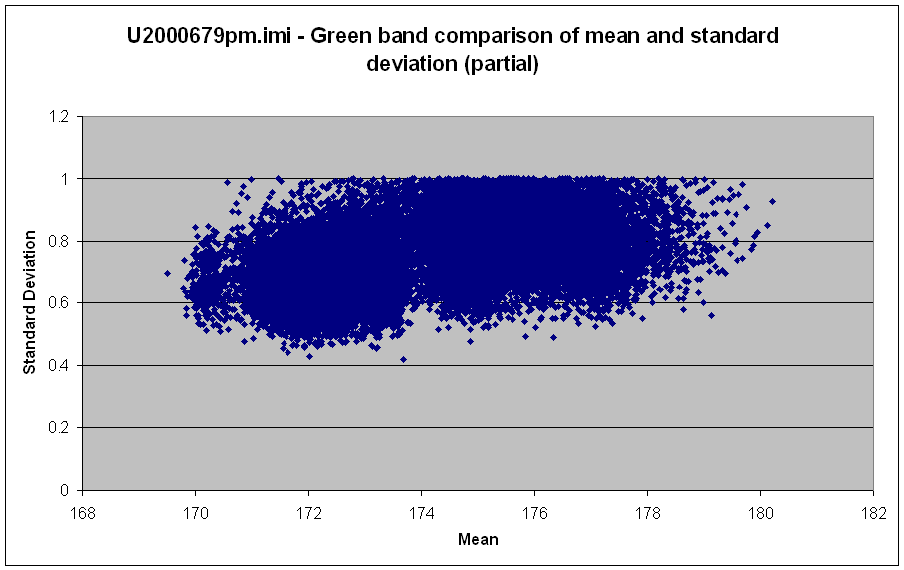 U2000679pm.imi - Green band comparison of mean and standard
deviation (partial)
1.2
1
0.8
0.6
0.4
0.2
0
Standard Deviation
168 170 172 174 176 178 180 182
Mean